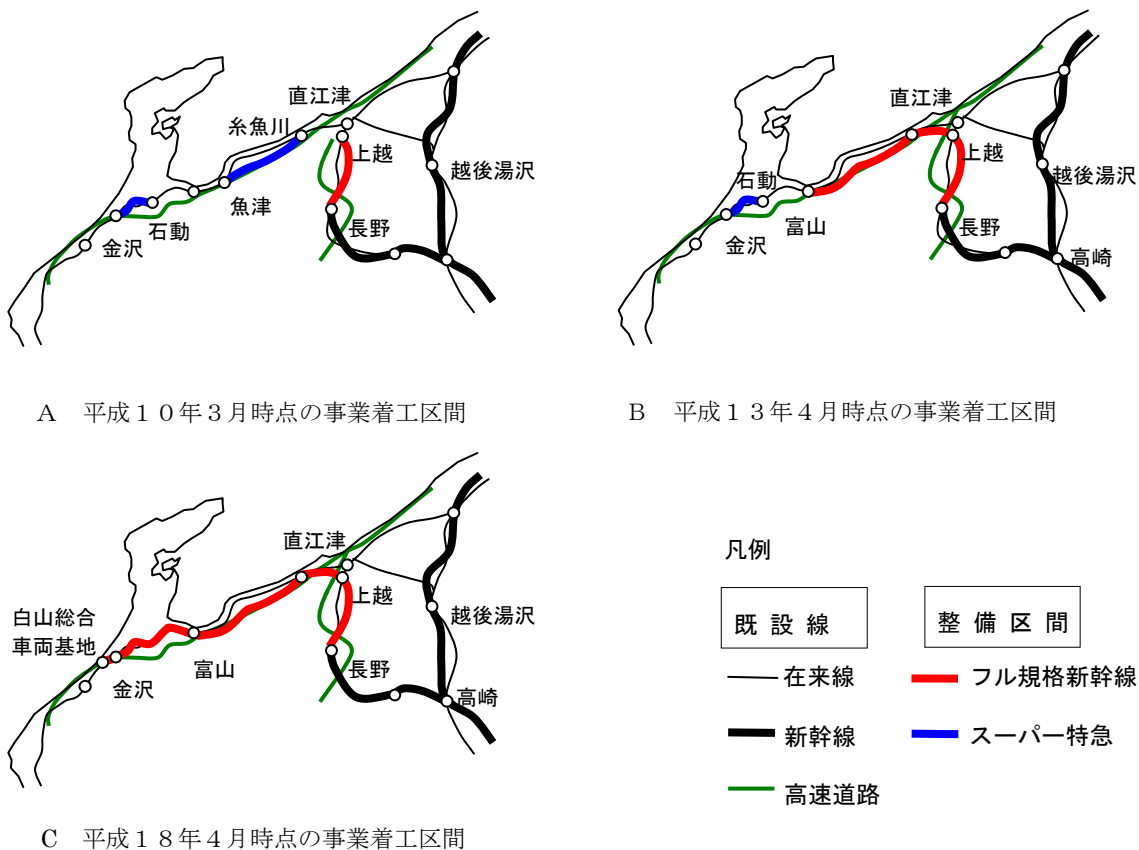 直江津
糸魚川
上越
越後湯沢
魚津
石動
金沢
長野
A 平成１０年３月時点の事業着工区間
直江津
上越
越後湯沢
石動
富山
金沢
長野
高崎
B 平成１３年４月時点の事業着工区間
直江津
上越
越後湯沢
白山総合
車両基地
富山
金沢
長野
高崎
C 平成１８年４月時点の事業着工区間
凡例
既設線
整備区間
在来線
フル規格新幹線
新幹線
スーパー特急
高速道路